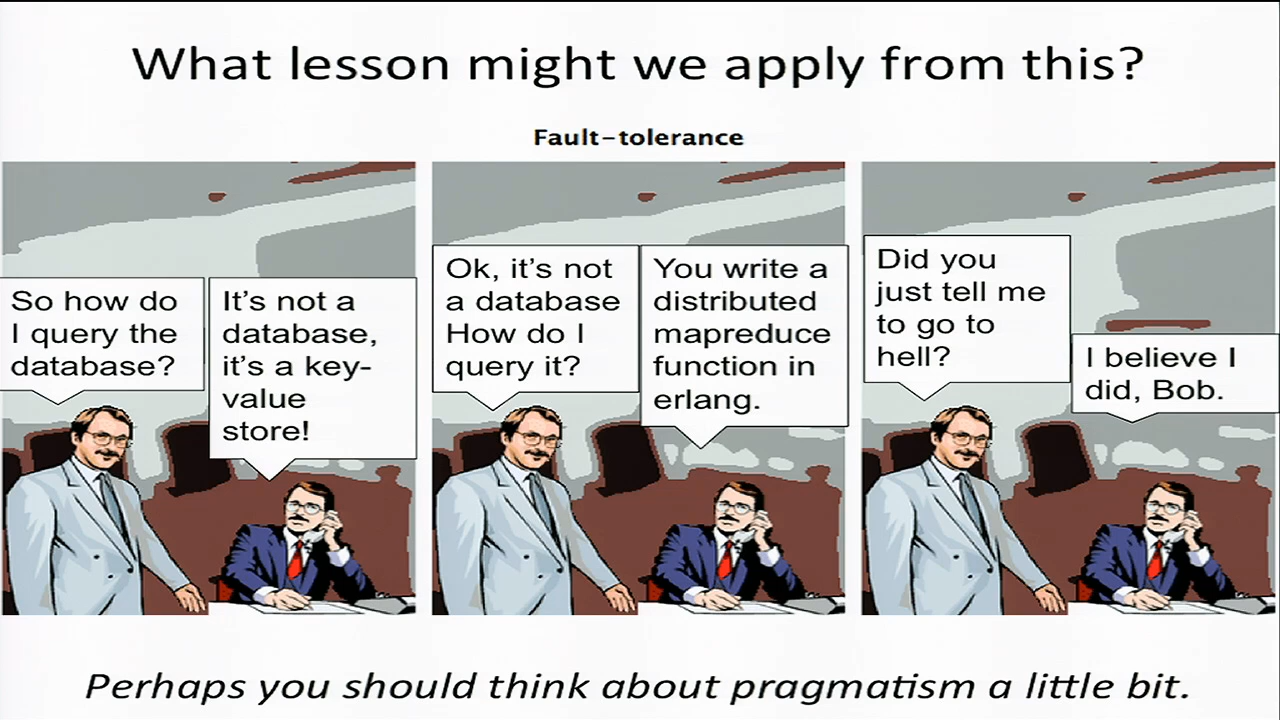 What lesson might we apply from this?
Fault-tolerance
So how do
I query the
database?
It's not a
database,
it's a key-
value
store!
Ok, it's not
a database
How do I
query it?
You write a
distributed
mapreduce
function in
erlang.
Did you
just tell me
to go to
hell?
I believe I
did, Bob.
Perhaps you should think about pragmatism a little bit.